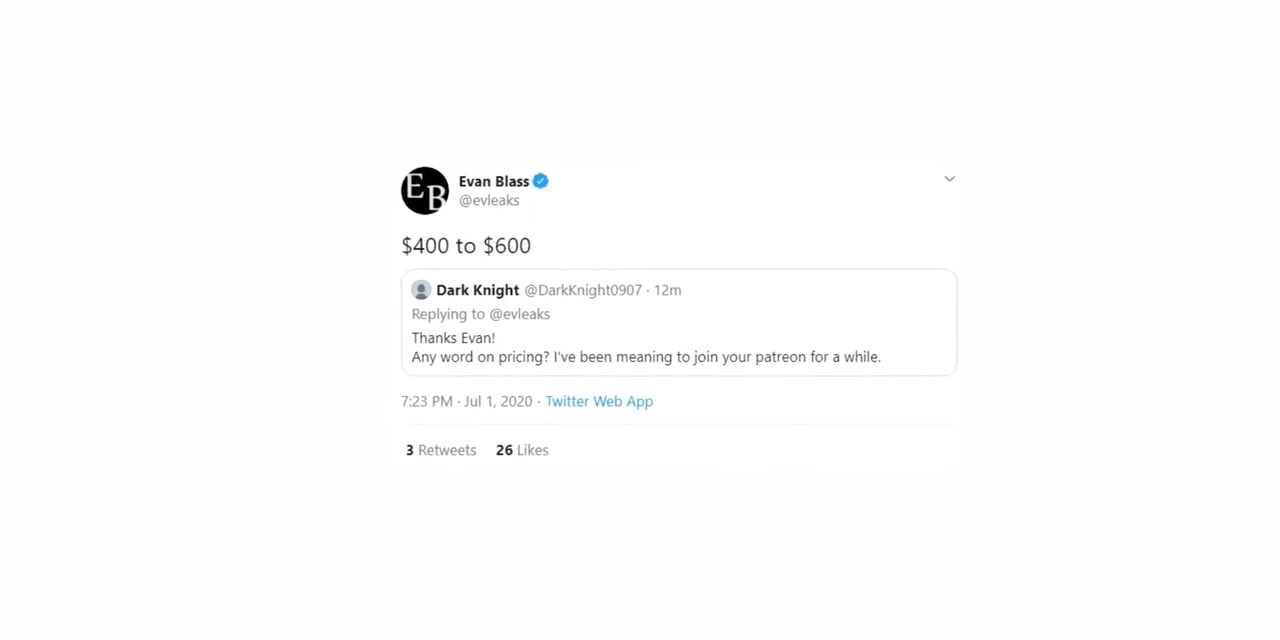 EB
Evan Blass
@evleaks
$400 to $600
Dark Knight @DarkKnight0907 · 12m
Replying to @evleaks
Thanks Evan!
Any word on pricing? I've been meaning to join your patreon for a while.
7:23 PM · Jul 1, 2020 · Twitter Web App
3 Retweets 26 Likes